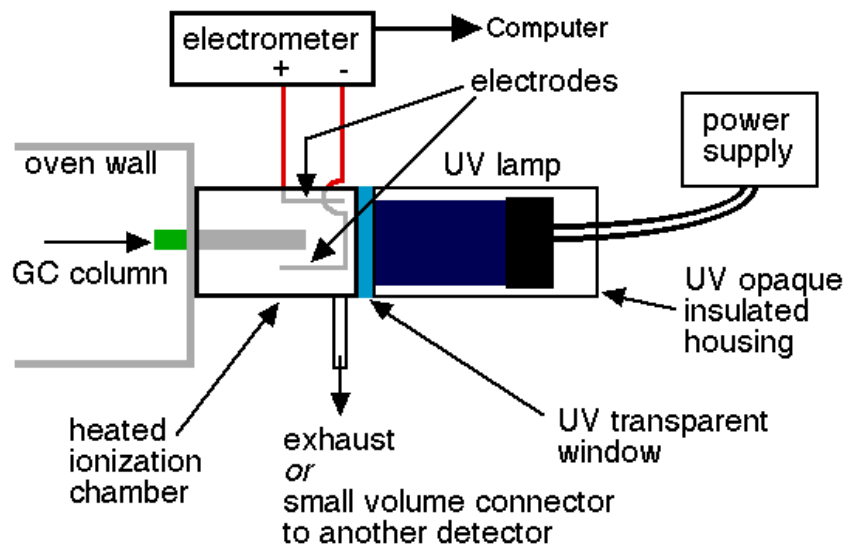 electrometer
+ -
Computer
electrodes
power
supply
oven wall
UV lamp
GC column
UV opaque
insulated
housing
heated
ionization
chamber
exhaust
or
small volume connector
to another detector
UV transparent
window